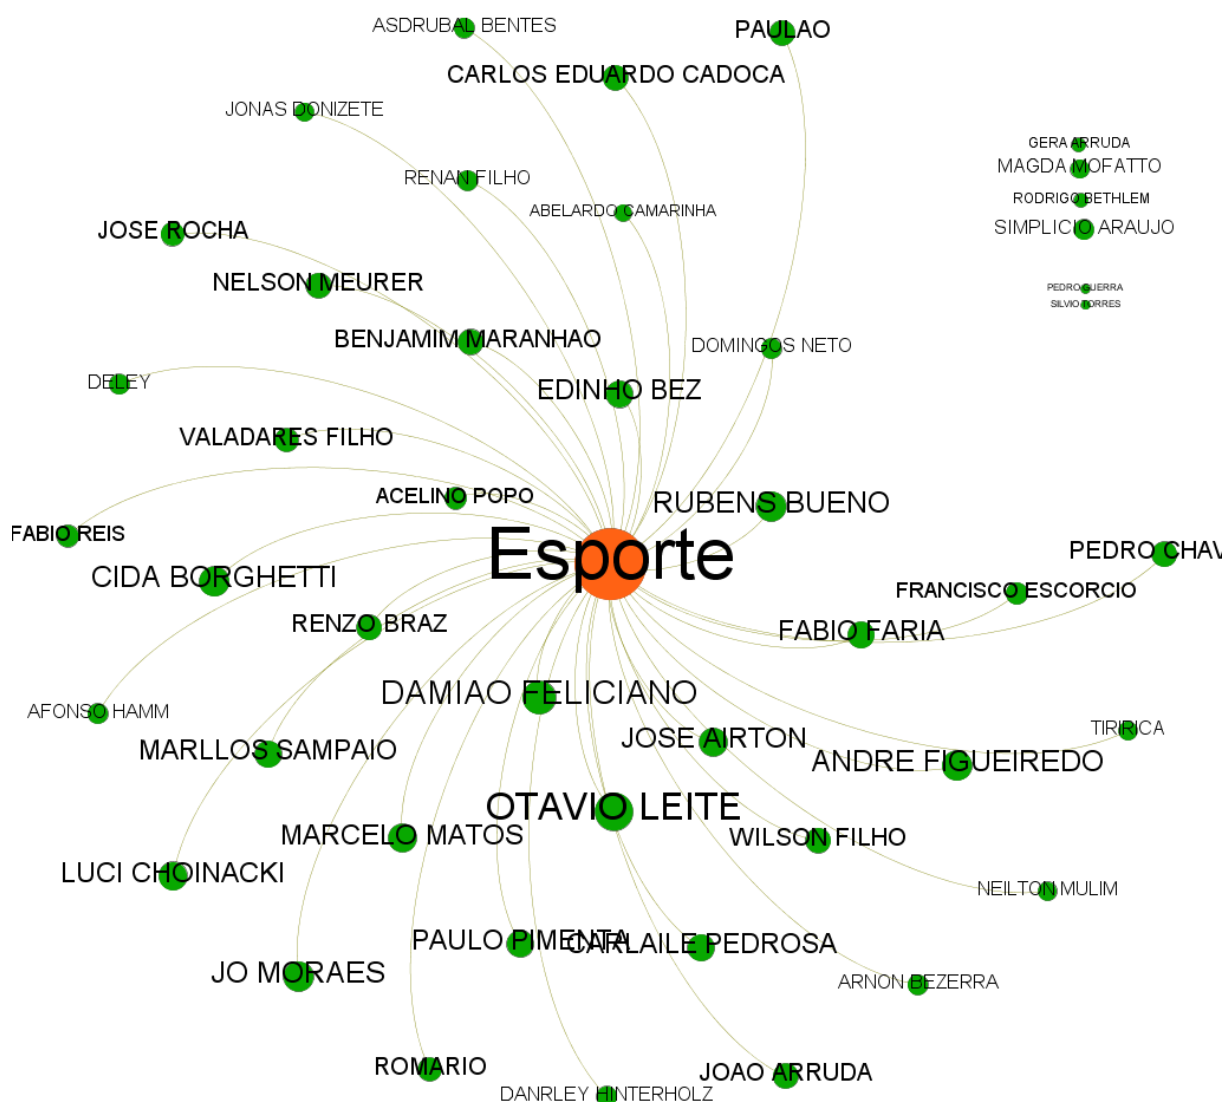 ASDRUBAL BENTES
PAULAO
CARLOS EDUARDO CADOCA
JONAS DONIZETE
GERA ARRUDA
MAGDA MOFATTO
RENAN FILHO
RODRIGO BETHLEM
ABELARDO CAMARINHA
SIMPLICIO ARAUJO
JOSE ROCHA
NELSON MEURER
PEDRO GUERRA
SILVIO TORRES
BENJAMIM MARANHAO
DOMINGOS NETO
DELEY
EDINHO BEZ
VALADARES FILHO
ACELINO POPO
RUBENS BUENO
FABIO REIS
Esporte
PEDRO CHAV
CIDA BORGHETTI
FRANCISCO ESCORCIO
RENZO BRAZ
FABIO FARIA
DAMIAO FELICIANO
AFONSO HAMM
TIRIRICA
JOSE AIRTON
MARLLOS SAMPAIO
ANDRE FIGUEIREDO
OTAVIO LEITE
MARCELO MATOS
WILSON FILHO
LUCI CHOINACKI
NEILTON MULIM
PAULO PIMENTA
CARLAILE PEDROSA
JO MORAES
ARNON BEZERRA
ROMARIO
JOAO ARRUDA
DANRLEY HINTERHOLZ